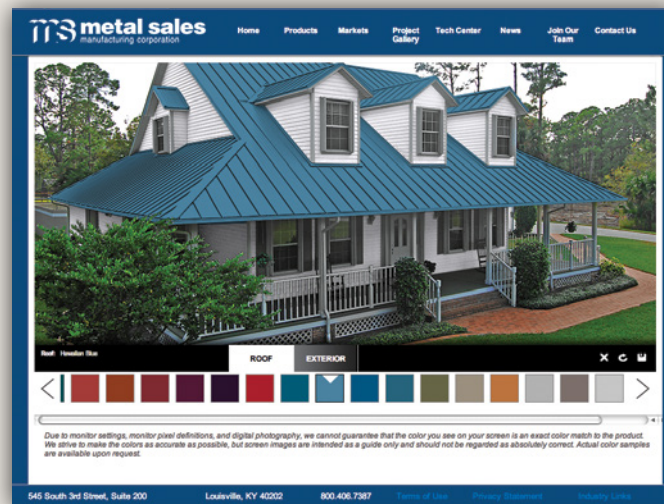 ms metal sales
manufacturing corporation
Home Products Markets Project Gallery Tech Center News Join Our Team Contact Us
Roof: Hawaiian Blue
ROOF EXTERIOR
Due to monitor settings, monitor pixel definitions, and digital photography, we cannot guarantee that the color you see on your screen is an exact color match to the product.
We strive to make the colors as accurate as possible, but screen images are intended as a guide only and should not be regarded as absolutely correct. Actual color samples
are available upon request.
545 South 3rd Street, Suite 200 Louisville, KY 40202 800.406.7387 Terms of Use Privacy Statement Industry Links